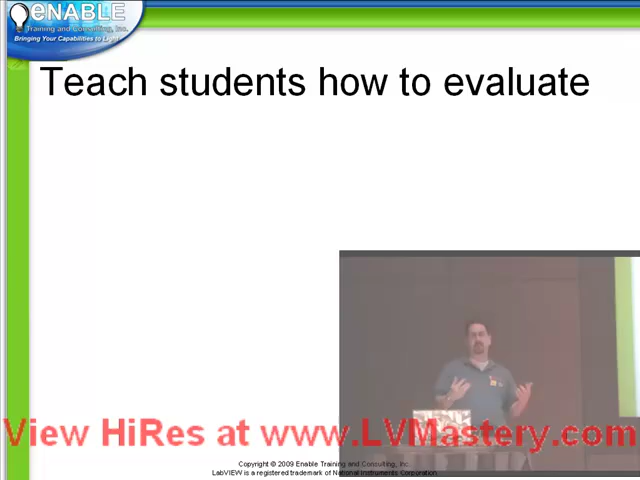 eNABLE
Training and Consulting, Inc.
Bringing Your Capabilities to Light
Teach students how to evaluate
View HiRes at www.LVMastery.com
Copyright © 2009 Enable Training and Consulting, Inc.
LabVIEW is a registered trademark of National Instruments Corporation